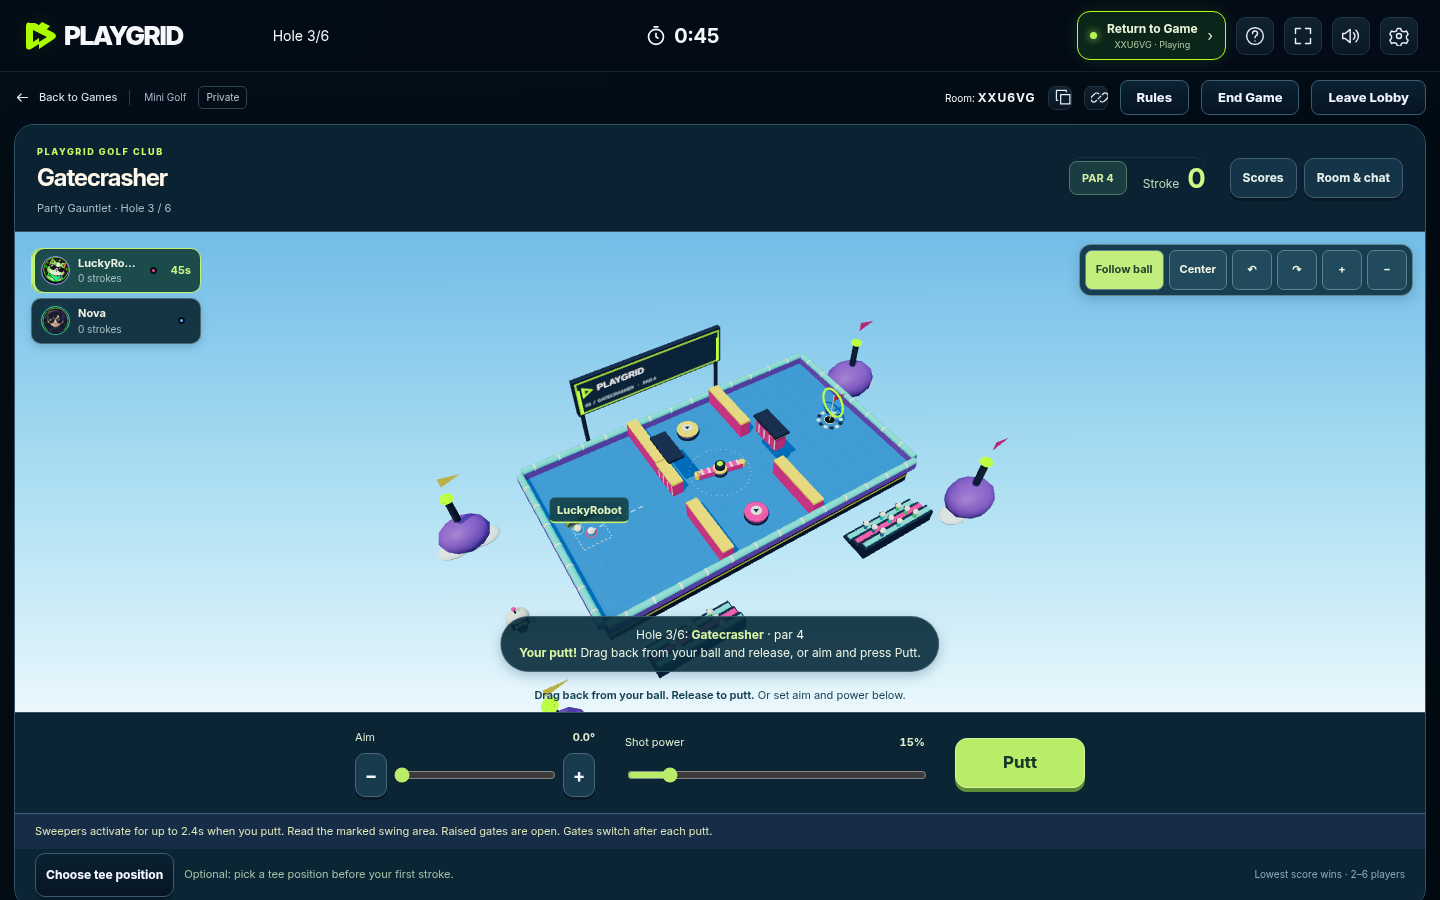 PLAYGRID
Hole 3/6
0:45
Return to Game
XXU6VG · Playing
Back to Games
Mini Golf
Private
Room: XXU6VG
Rules
End Game
Leave Lobby
PLAYGRID GOLF CLUB
Gatecrasher
Party Gauntlet · Hole 3 / 6
PAR 4
Stroke 0
Scores
Room & chat
LuckyRo...
0 strokes
45s
Nova
0 strokes
Follow ball
Center
+
−
PLAYGRID
LuckyRobot
Hole 3/6: Gatecrasher · par 4
Your putt! Drag back from your ball and release, or aim and press Putt.
Drag back from your ball. Release to putt. Or set aim and power below.
Aim
0.0°
−
+
Shot power
15%
Putt
Sweepers activate for up to 2.4s when you putt. Read the marked swing area. Raised gates are open. Gates switch after each putt.
Choose tee position
Optional: pick a tee position before your first stroke.
Lowest score wins · 2–6 players